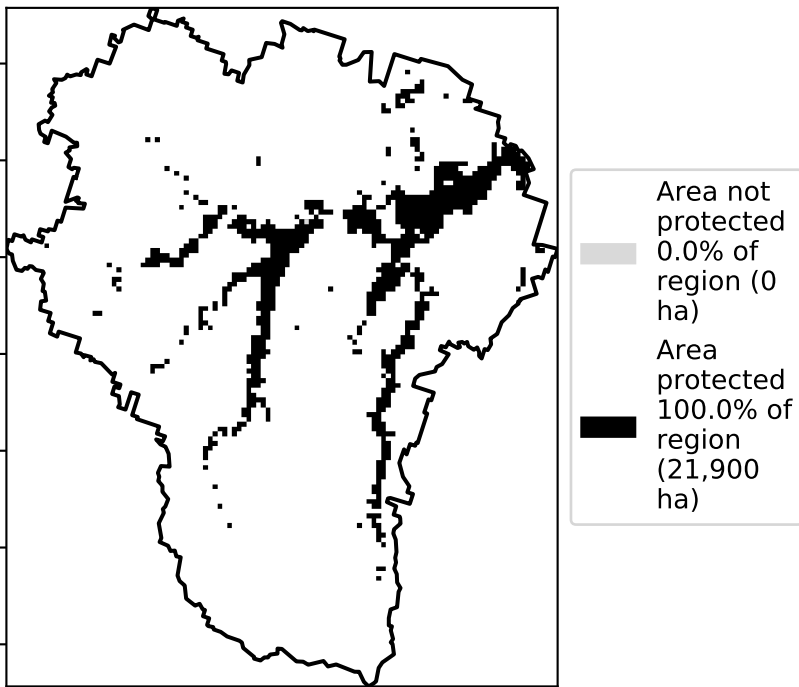 Area not
protected
0.0% of
region (0
ha)
Area
protected
100.0% of
region
(21,900
ha)